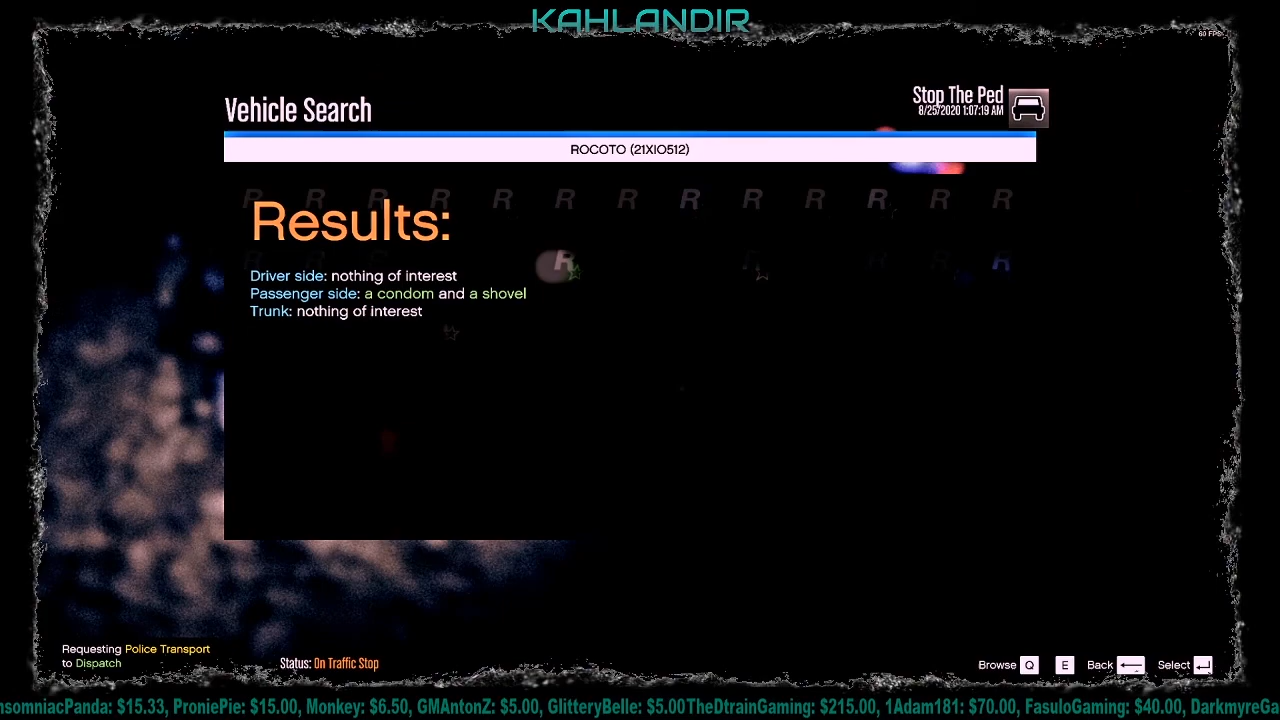 KAHLANDIR
60 FPS
Vehicle Search
Stop The Ped
8/25/2020 1:07:19 AM
ROCOTO (21XIO512)
R R R R R R R R R R R R R
Results:
R
R
Driver side: nothing of interest
Passenger side: a condom and a shovel
Trunk: nothing of interest
Requesting Police Transport
to Dispatch
Status: On Traffic Stop
Browse Q E Back Select
nsomniacPanda: $15.33, ProniePie: $15.00, Monkey: $6.50, GMAntonZ: $5.00, GlitteryBelle: $5.00TheDtrainGaming: $215.00, 1Adam181: $70.00, FasuloGaming: $40.00, DarkmyreGa